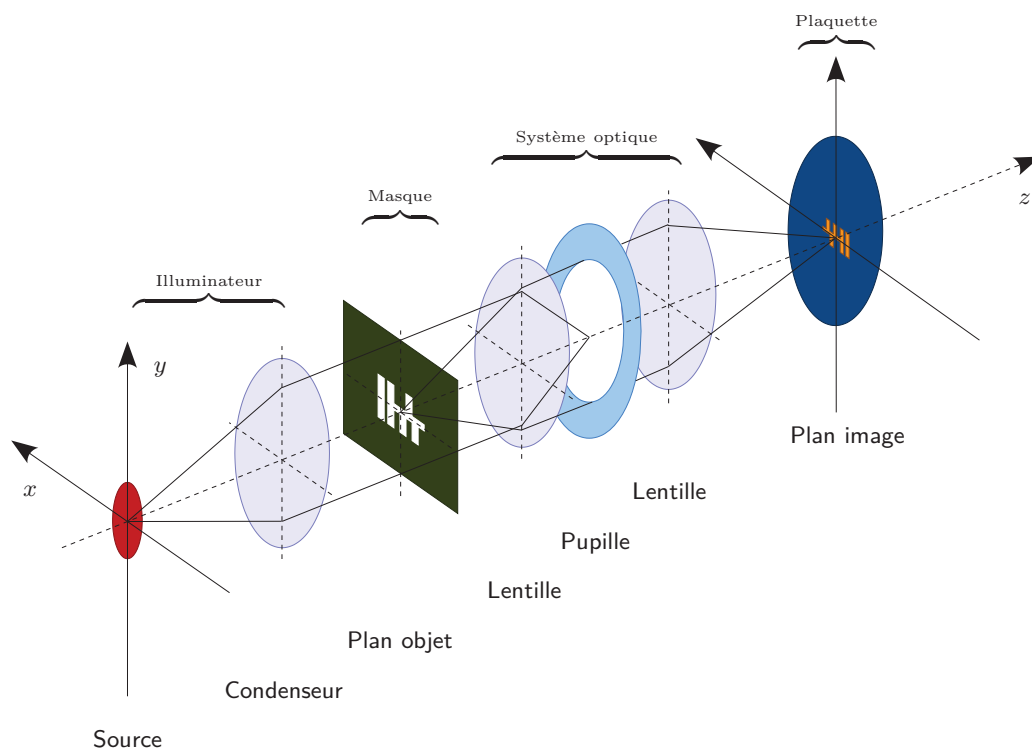 Plaquette
Système optique
Masque
Illuminateur
z
y
x
Plan image
Lentille
Pupille
Lentille
Plan objet
Condenseur
Source